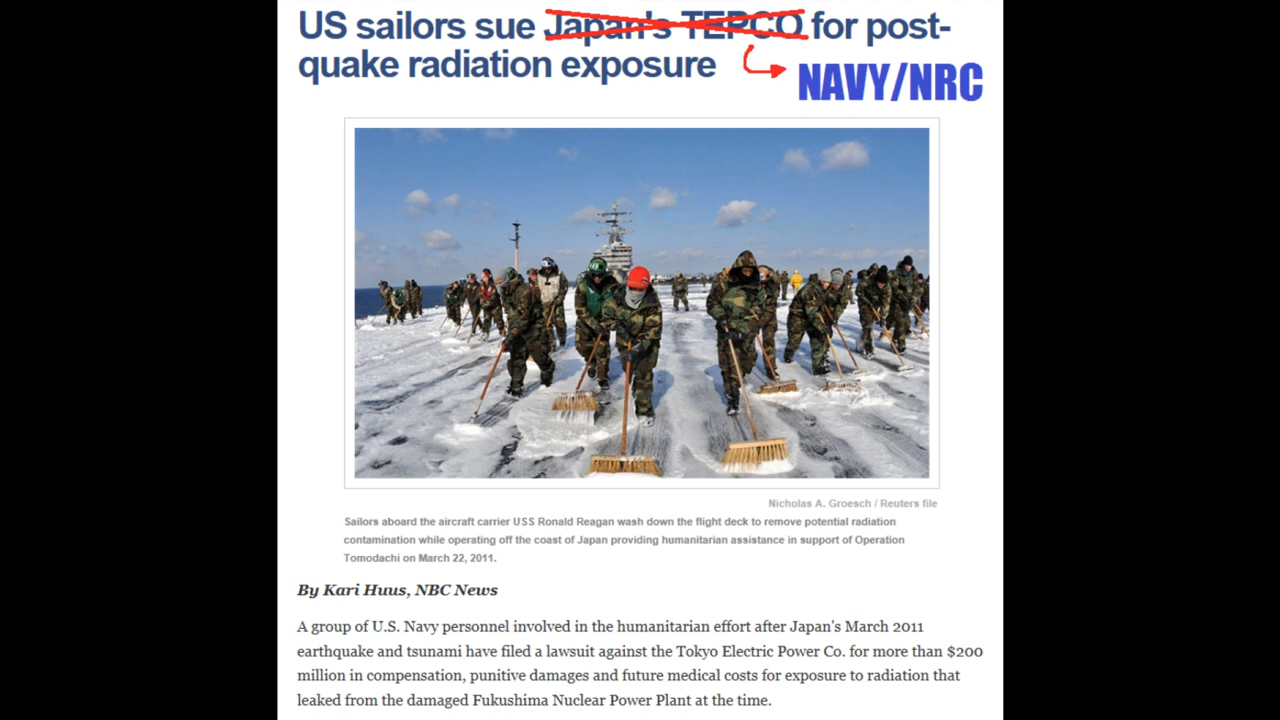 US sailors sue Japan's TEPCO for post-
quake radiation exposure
NAVY/NRC
Nicholas A. Groesch / Reuters file
Sailors aboard the aircraft carrier USS Ronald Reagan wash down the flight deck to remove potential radiation
contamination while operating off the coast of Japan providing humanitarian assistance in support of Operation
Tomodachi on March 22, 2011.
By Kari Huus, NBC News
A group of U.S. Navy personnel involved in the humanitarian effort after Japan's March 2011
earthquake and tsunami have filed a lawsuit against the Tokyo Electric Power Co. for more than $200
million in compensation, punitive damages and future medical costs for exposure to radiation that
leaked from the damaged Fukushima Nuclear Power Plant at the time.